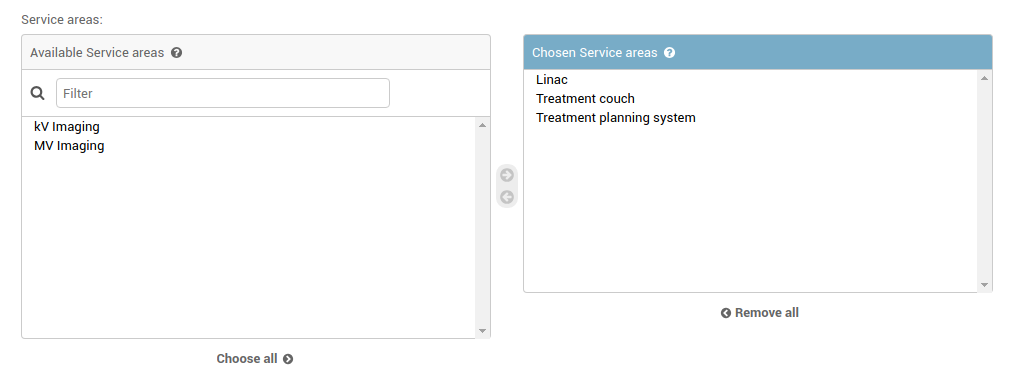 Service areas:
Available Service areas
Filter
kV Imaging
MV Imaging
Choose all
Chosen Service areas
Linac
Treatment couch
Treatment planning system
Remove all